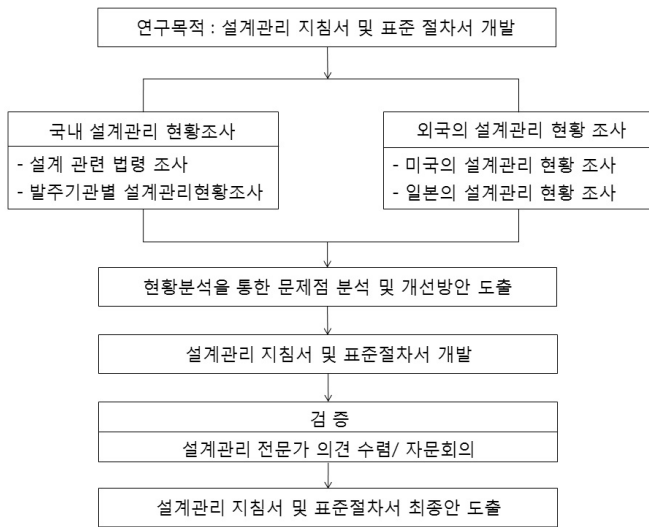 연구목적 : 설계관리 지침서 및 표준 절차서 개발
국내 설계관리 현황조사
- 설계 관련 법령 조사
- 발주기관별 설계관리현황조사
외국의 설계관리 현황 조사
- 미국의 설계관리 현황 조사
- 일본의 설계관리 현황 조사
현황분석을 통한 문제점 분석 및 개선방안 도출
설계관리 지침서 및 표준절차서 개발
검 증
설계관리 전문가 의견 수렴/ 자문회의
설계관리 지침서 및 표준절차서 최종안 도출